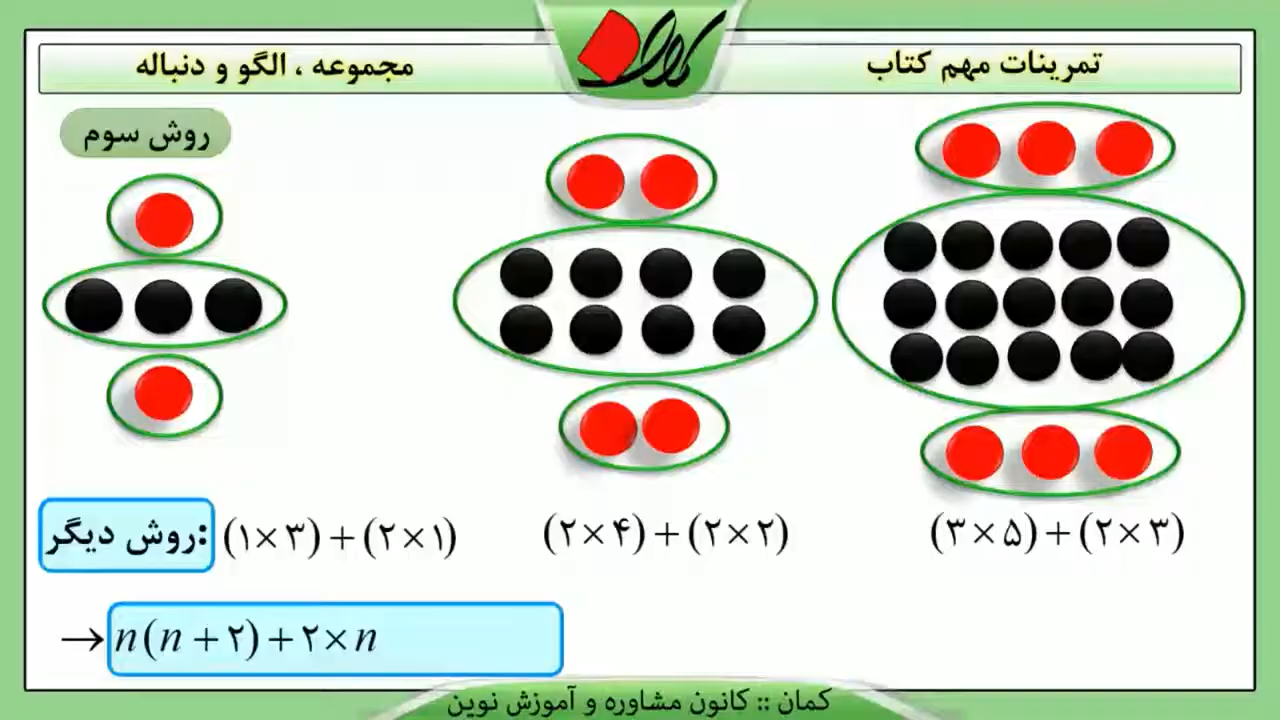 تمرینات مهم کتاب
مجموعه ، الگو و دنباله
کمان
روش سوم
روش دیگر:
(۱×۳)+(۲×۱)
(۲×۴)+(۲×۲)
(۳×۵)+(۲×۳)
→ n(n+۲)+۲×n
کمان :: کانون مشاوره و آموزش نوین